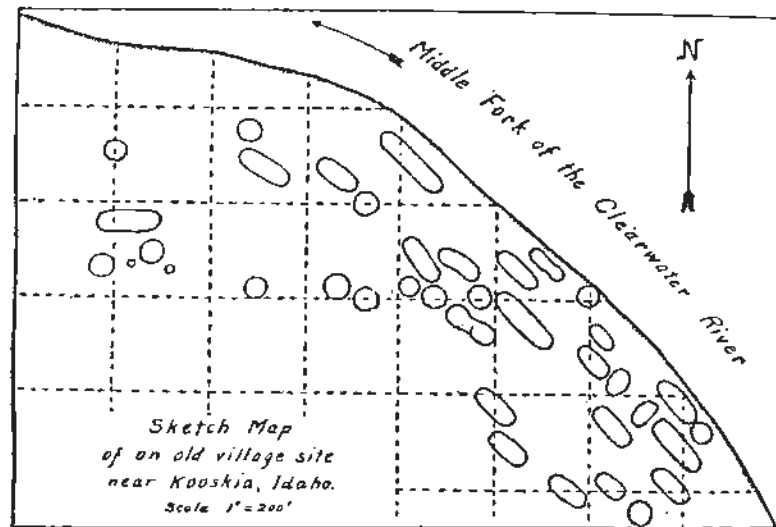 N
Middle Fork of the Clearwater River
Sketch Map
of an old village site
near Kooskia, Idaho.
Scale 1"=200'